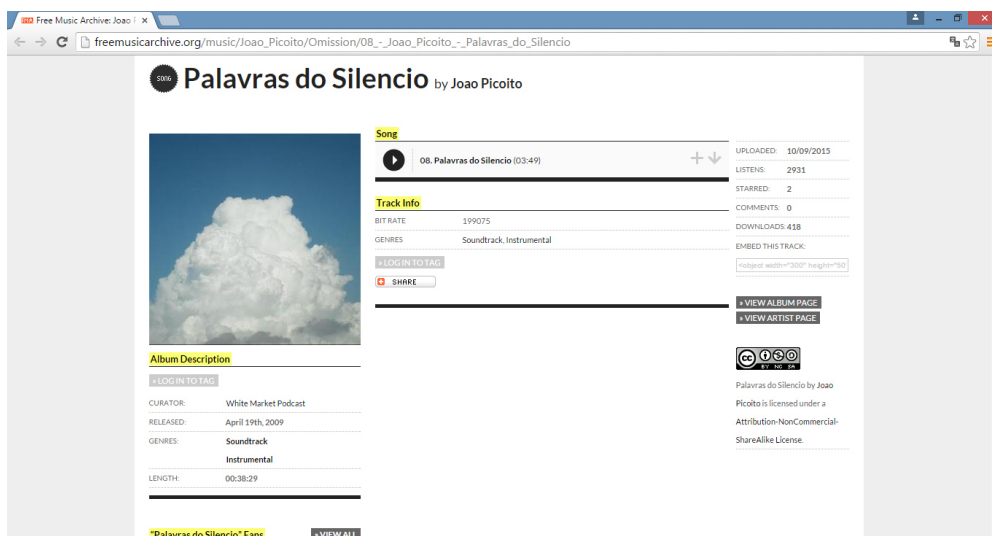 FMA Free Music Archive: Joao P
freemusicarchive.org/music/Joao_Picoito/Omission/08_-_Joao_Picoito_-_Palavras_do_Silencio
SONG Palavras do Silencio by Joao Picoito
Song
08. Palavras do Silencio (03:49)
Track Info
BIT RATE 199075
GENRES Soundtrack, Instrumental
» LOG IN TO TAG
SHARE
UPLOADED: 10/09/2015
LISTENS: 2931
STARRED: 2
COMMENTS: 0
DOWNLOADS: 418
EMBED THIS TRACK:
<object width="300" height="50
» VIEW ALBUM PAGE
» VIEW ARTIST PAGE
cc
BY NC SA
Palavras do Silencio by Joao
Picoito is licensed under a
Attribution-NonCommercial-
ShareAlike License.
Album Description
» LOG IN TO TAG
CURATOR: White Market Podcast
RELEASED: April 19th, 2009
GENRES: Soundtrack
Instrumental
LENGTH: 00:38:29
"Palavras do Silencio" Fans
» VIEW ALL